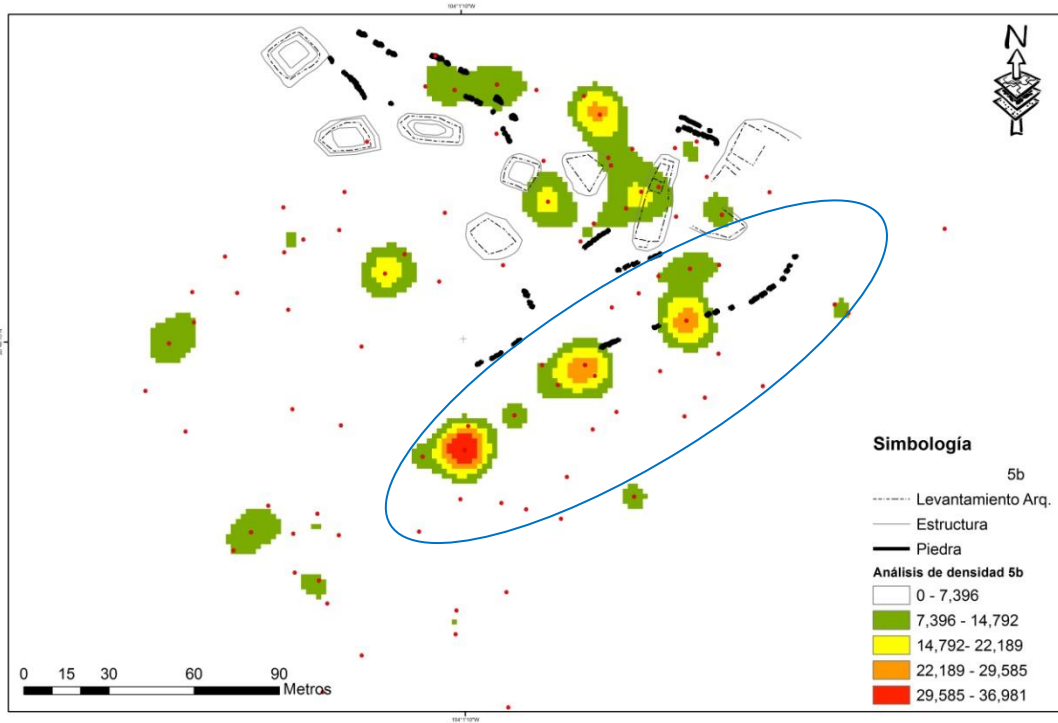 104°1'10"W
N
Simbología
5b
Levantamiento Arq.
Estructura
Piedra
Análisis de densidad 5b
0 - 7,396
7,396 - 14,792
14,792- 22,189
22,189 - 29,585
29,585 - 36,981
0 15 30 60 90
Metros
104°1'10"W